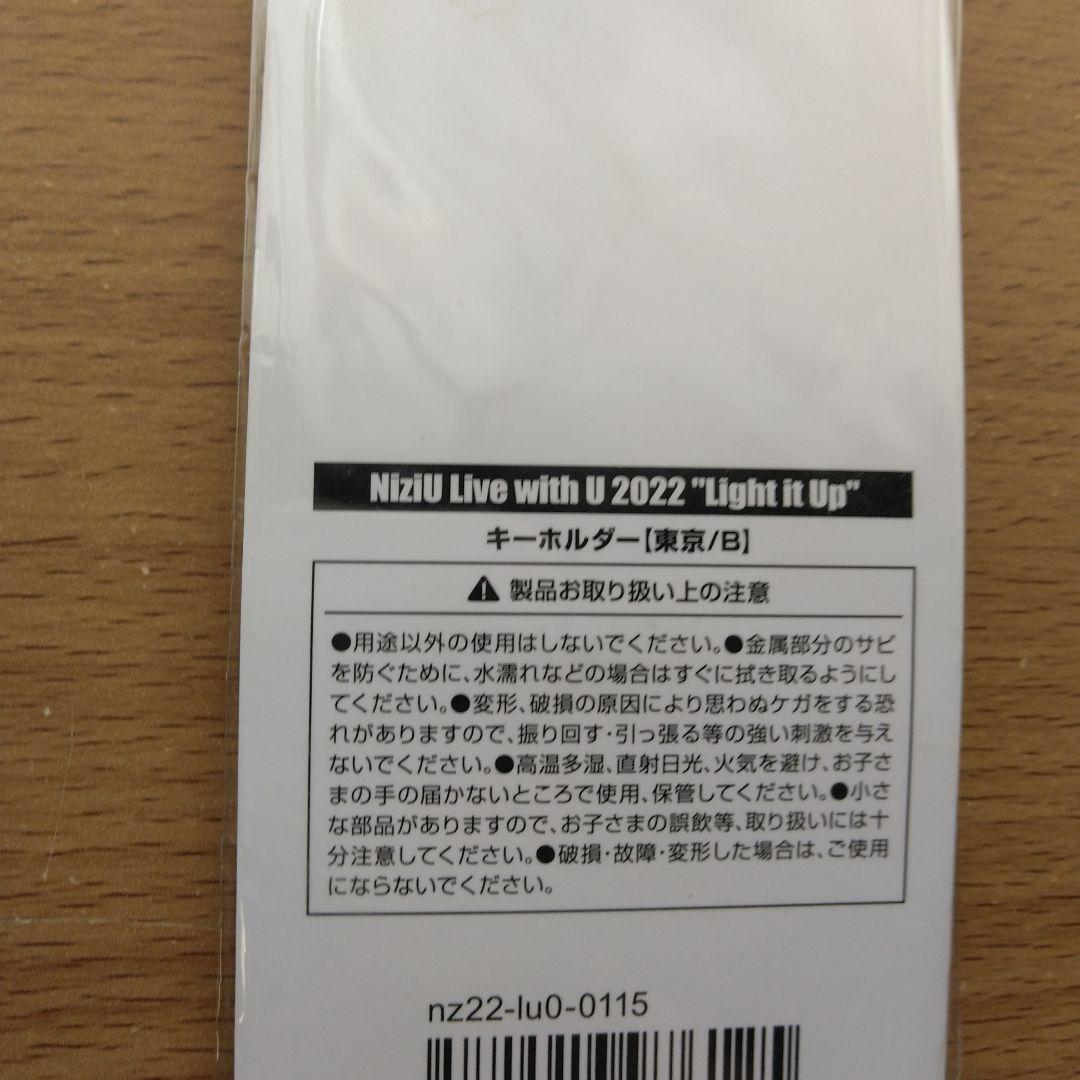 NiziU Live with U 2022 "Light it Up"
キーホルダー【東京/B】
製品お取り扱い上の注意
●用途以外の使用はしないでください。●金属部分のサビ
を防ぐために、水濡れなどの場合はすぐに拭き取るようにし
てください。●変形、破損の原因により思わぬケガをする恐
れがありますので、振り回す・引っ張る等の強い刺激を与え
ないでください。●高温多湿、直射日光、火気を避け、お子さ
まの手の届かないところで使用、保管してください。●小さ
な部品がありますので、お子さまの誤飲等、取り扱いには十
分注意してください。●破損・故障・変形した場合は、ご使用
にならないでください。
nz22-lu0-0115